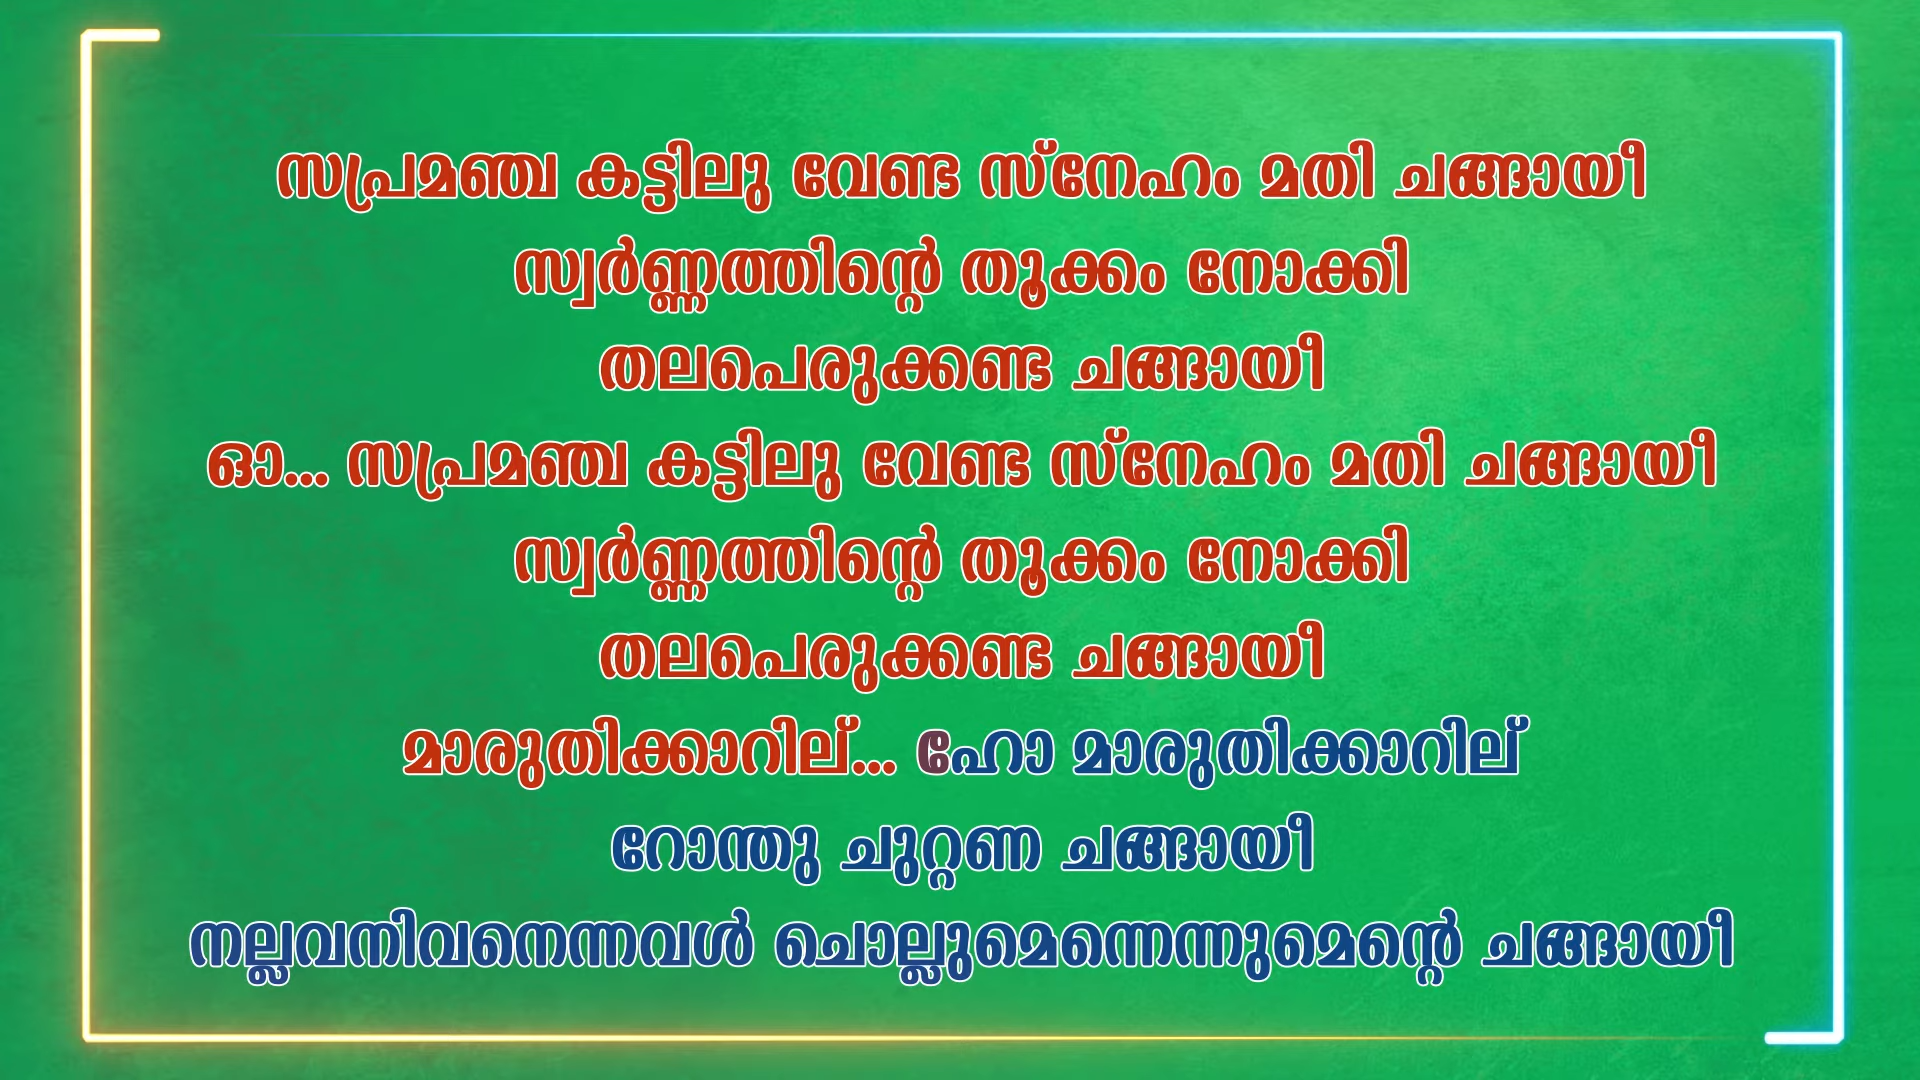 സപ്രമഞ്ച കട്ടിലു വേണ്ട സ്നേഹം മതി ചങ്ങായീ
സ്വർണ്ണത്തിന്റെ തൂക്കം നോക്കി
തലപെരുക്കണ്ട ചങ്ങായീ
ഓ... സപ്രമഞ്ച കട്ടിലു വേണ്ട സ്നേഹം മതി ചങ്ങായീ
സ്വർണ്ണത്തിന്റെ തൂക്കം നോക്കി
തലപെരുക്കണ്ട ചങ്ങായീ
മാരുതിക്കാറില്... ഹോ മാരുതിക്കാറില്
റോന്തു ചുറ്റണ ചങ്ങായീ
നല്ലവനിവനെന്നവൾ ചൊല്ലുമെന്നെന്നുമെന്റെ ചങ്ങായീ